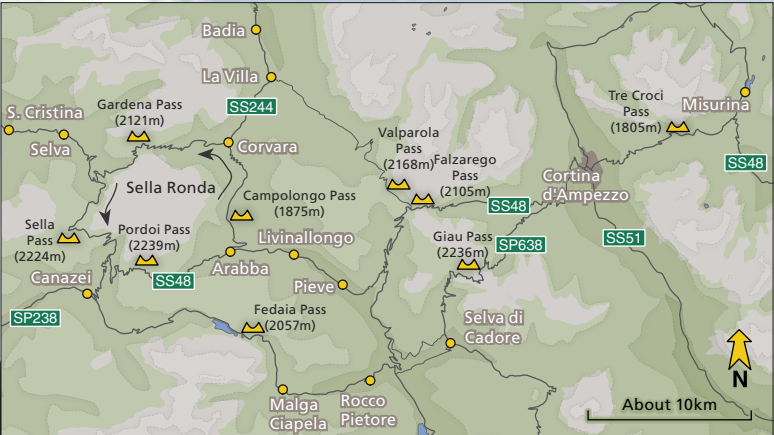 Badia
La Villa
SS244
S. Cristina
Selva
Gardena Pass
(2121m)
Corvara
Sella Ronda
Campolongo Pass
(1875m)
Sella
Pass
(2224m)
Pordoi Pass
(2239m)
Canazei
SS48
SP238
Arabba
Livinallongo
Pieve
Fedaia Pass
(2057m)
Malga
Ciapela
Rocco
Pietore
Valparola
Pass
(2168m)
Falzarego
Pass
(2105m)
SS48
Giau Pass
(2236m)
SP638
Selva di
Cadore
Cortina
d'Ampezzo
SS51
Tre Croci
Pass
(1805m)
Misurina
SS48
N
About 10km